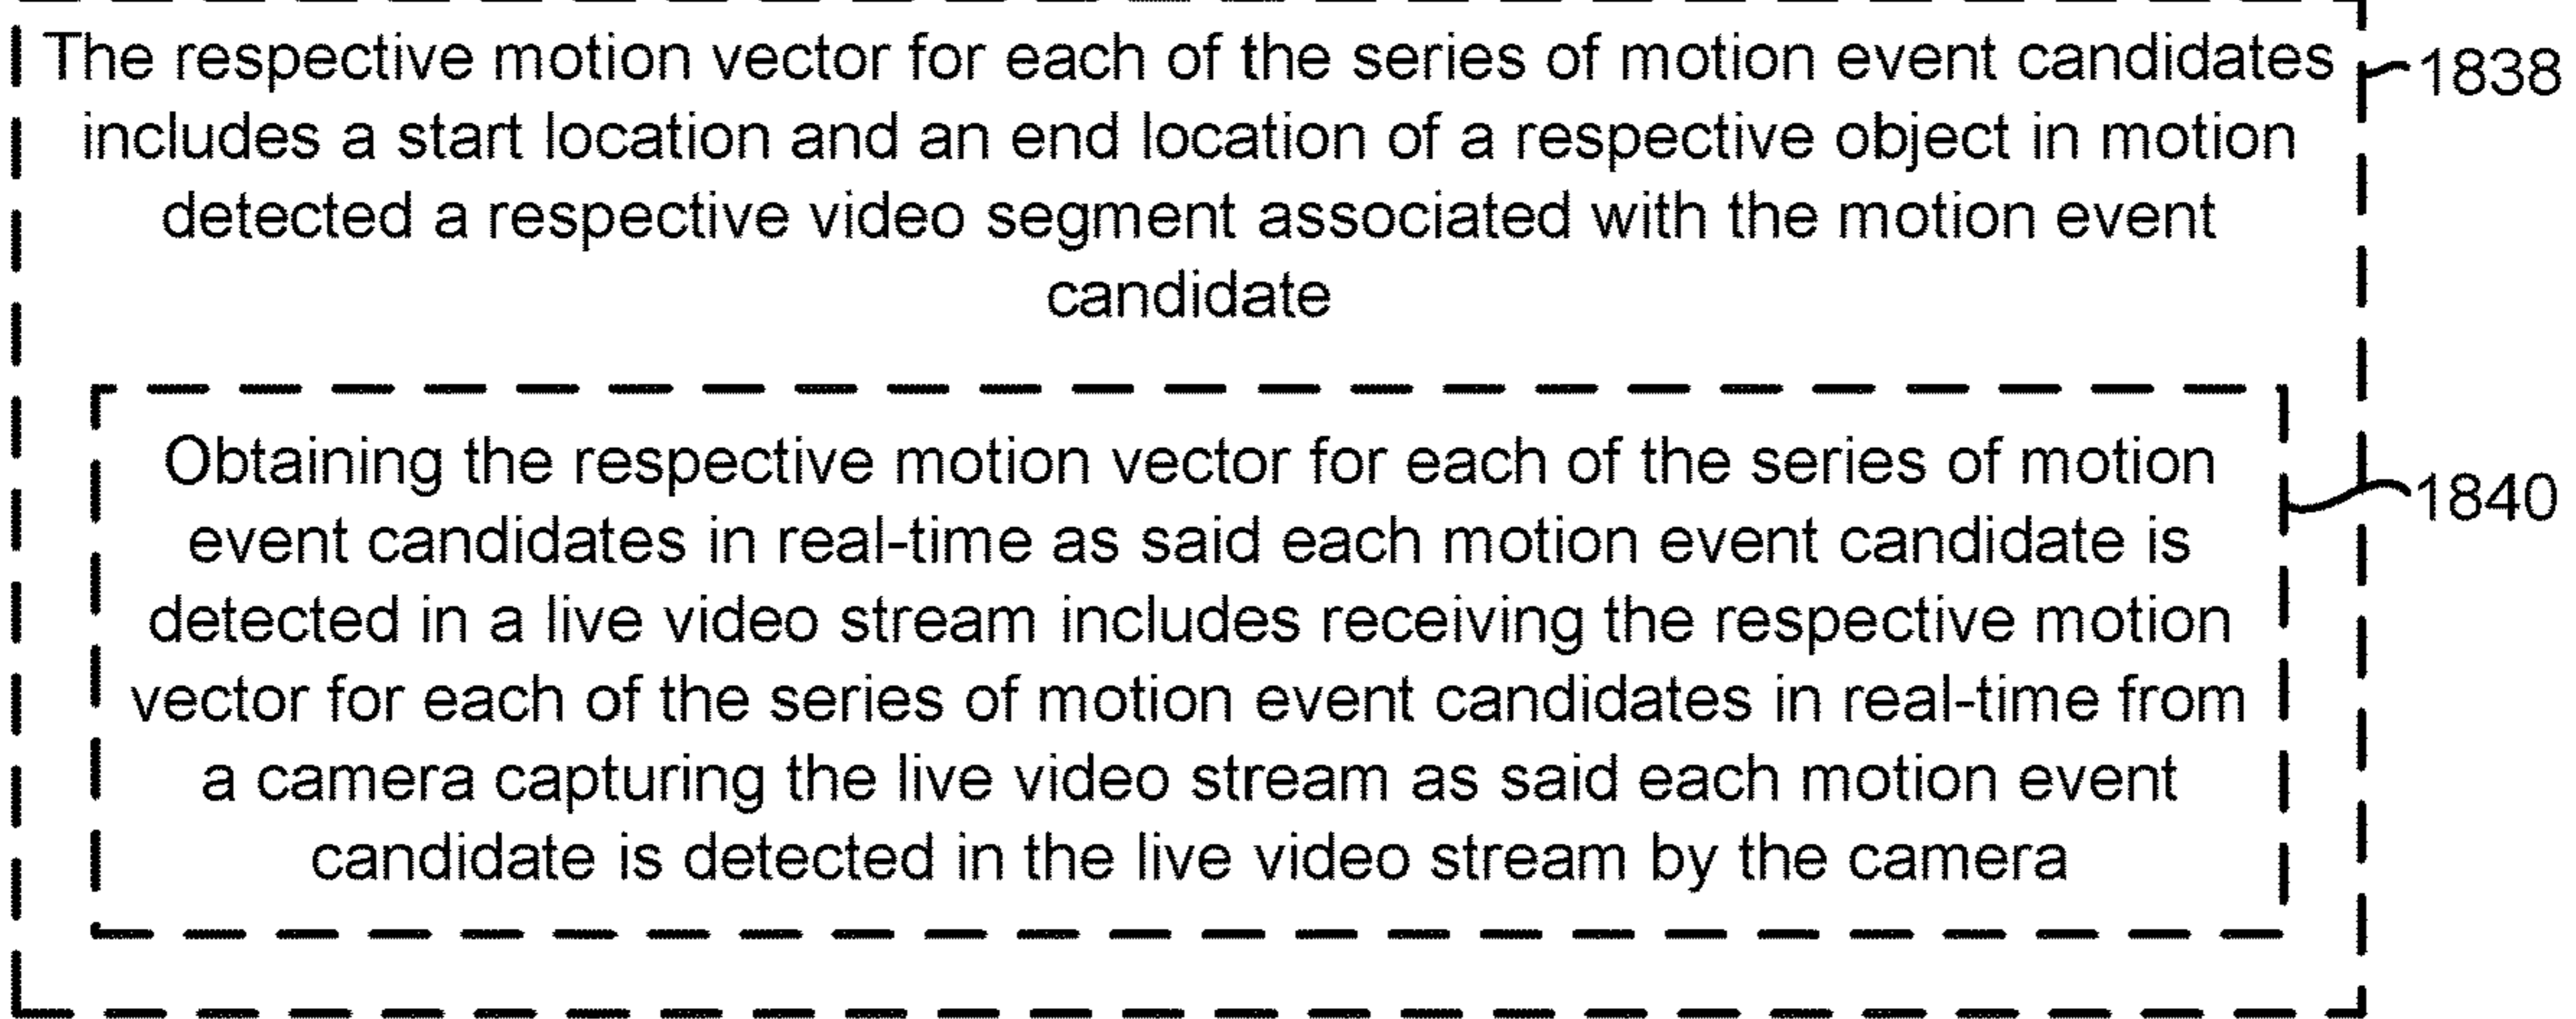 The respective motion vector for each of the series of motion event candidates
1838
includes a start location and an end location of a respective object in motion
detected a respective video segment associated with the motion event
candidate
Obtaining the respective motion vector for each of the series of motion
1840
event candidates in real-time as said each motion event candidate is
detected in a live video stream includes receiving the respective motion
vector for each of the series of motion event candidates in real-time from
a camera capturing the live video stream as said each motion event
candidate is detected in the live video stream by the camera